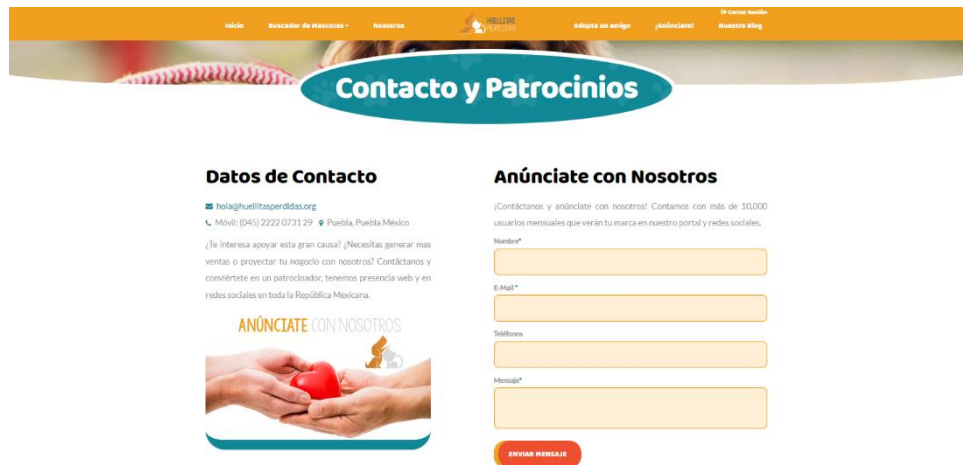 Cerrar Sesión
Inicio Buscador de Mascotas Nosotros HUELLITAS PERDIDAS Adopta un amigo ¡Anúnciate! Nuestro Blog
Contacto y Patrocinios
Datos de Contacto
hola@huellitasperdidas.org
Móvil: (045) 2222 0731 29 Puebla, Puebla México
¿Te interesa apoyar esta gran causa? ¿Necesitas generar mas
ventas o proyectar tu nogocio con nosotros? Contáctanos y
conviértete en un patrocinador, tenemos presencia web y en
redes sociales en toda la República Mexicana.
ANÚNCIATE CON NOSOTROS
Anúnciate con Nosotros
¡Contáctanos y anúnciate con nosotros! Contamos con más de 10,000
usuarios mensuales que verán tu marca en nuestro portal y redes sociales.
Nombre*
E-Mail *
Teléfonos
Mensaje*
ENVIAR MENSAJE